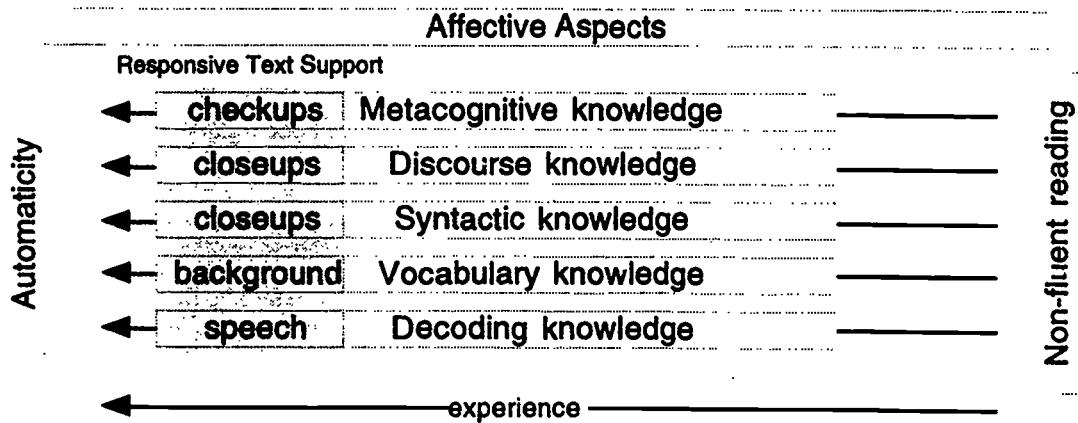 Affective Aspects
Responsive Text Support
checkups Metacognitive knowledge
closeups Discourse knowledge
closeups Syntactic knowledge
background Vocabulary knowledge
speech Decoding knowledge
experience
Automaticity
Non-fluent reading